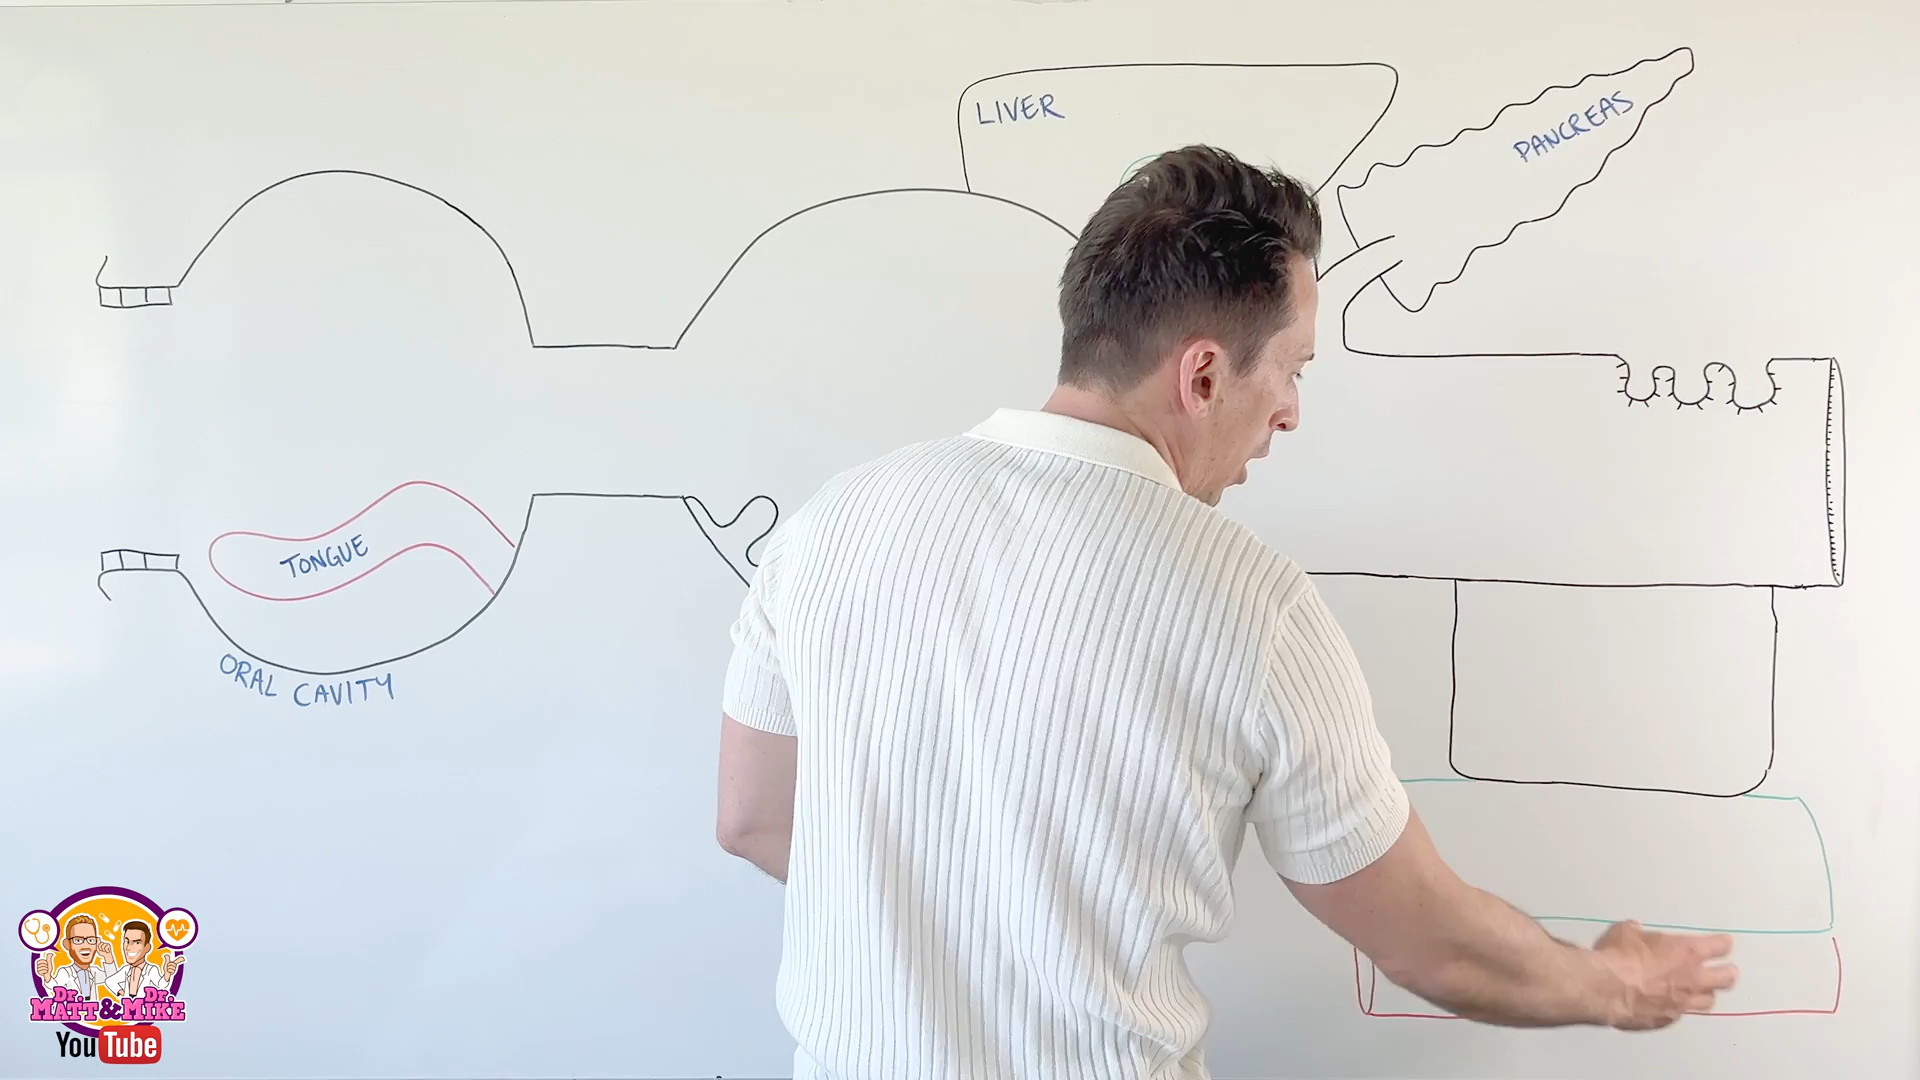 LIVER
PANCREAS
TONGUE
ORAL CAVITY
Dr. Dr.
MATT & MIKE
YouTube